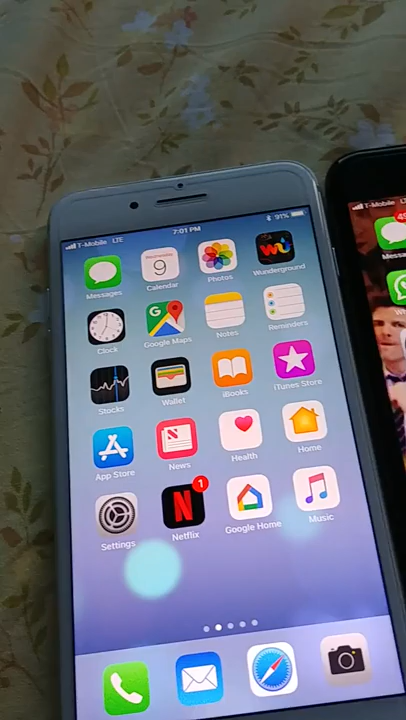 T-Mobile LTE
7:01 PM
91%
Wednesday
9
Messages
Calendar
Photos
Wunderground
Clock
Google Maps
Notes
Reminders
Stocks
Wallet
iBooks
iTunes Store
App Store
News
Health
Home
1
Settings
Netflix
Google Home
Music
T-Mobile